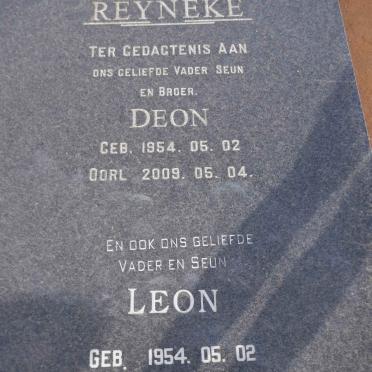 REYNEKE
TER GEDAGTENIS AAN
ONS GELIEFDE VADER SEUN
EN BROER.
DEON
GEB. 1954. 05. 02
OORL 2009. 05. 04.
EN OOK ONS GELIEFDE
VADER EN SEUN
LEON
GEB. 1954. 05. 02